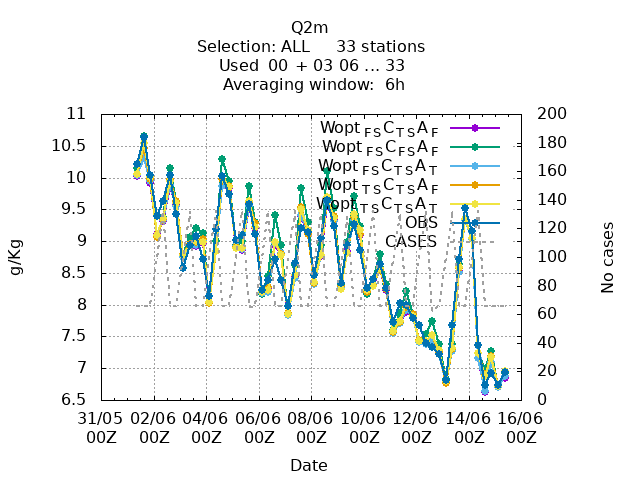 Q2m
Selection: ALL 33 stations
Used 00 + 03 06 ... 33
Averaging window: 6h
11
10.5
10
9.5
9
8.5
8
7.5
7
6.5
g/Kg
200
180
160
140
120
100
80
60
40
20
0
No cases
Wopt FS C TS A F
Wopt FS C FS A F
Wopt FS C TS A T
Wopt TS C TS A F
Wopt TS C TS A T
OBS
CASES
31/05 02/06 04/06 06/06 08/06 10/06 12/06 14/06 16/06
00Z 00Z 00Z 00Z 00Z 00Z 00Z 00Z 00Z
Date